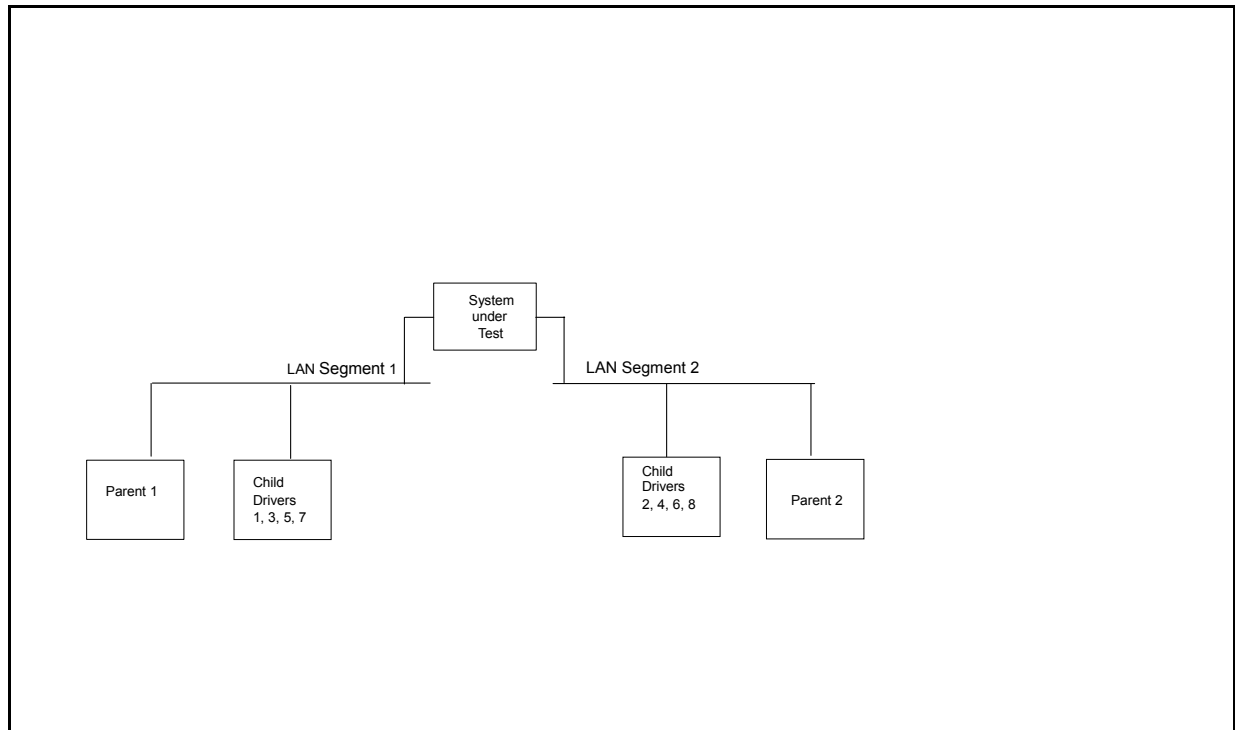 System
under
Test
LAN Segment 1
LAN Segment 2
Parent 1
Child
Drivers
1, 3, 5, 7
Child
Drivers
2, 4, 6, 8
Parent 2